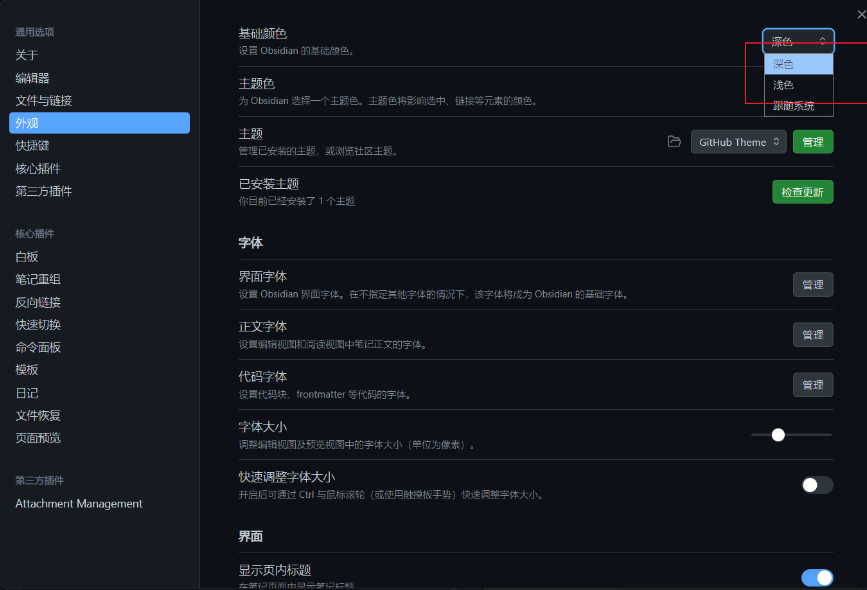 通用选项
关于
编辑器
文件与链接
外观
快捷键
核心插件
第三方插件
核心插件
白板
笔记重组
反向链接
快速切换
命令面板
模板
日记
文件恢复
页面预览
第三方插件
Attachment Management
基础颜色
设置 Obsidian 的基础颜色。
深色
深色
浅色
跟随系统
主题色
为 Obsidian 选择一个主题色。主题色将影响选中、链接等元素的颜色。
主题
管理已安装的主题，或浏览社区主题。
GitHub Theme
管理
已安装主题
你目前已经安装了 1 个主题
检查更新
字体
界面字体
设置 Obsidian 界面字体。在不指定其他字体的情况下，该字体将成为 Obsidian 的基础字体。
管理
正文字体
设置编辑视图和阅读视图中笔记正文的字体。
管理
代码字体
设置代码块、frontmatter 等代码的字体。
管理
字体大小
调整编辑视图及预览视图中的字体大小（单位为像素）。
快速调整字体大小
开启后可通过 Ctrl 与鼠标滚轮（或使用触摸板手势）快速调整字体大小。
界面
显示页内标题
在笔记页面内显示笔记标题